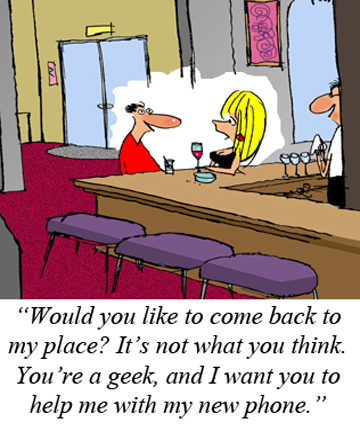 “Would you like to come back to
my place? It’s not what you think.
You’re a geek, and I want you to
help me with my new phone.”